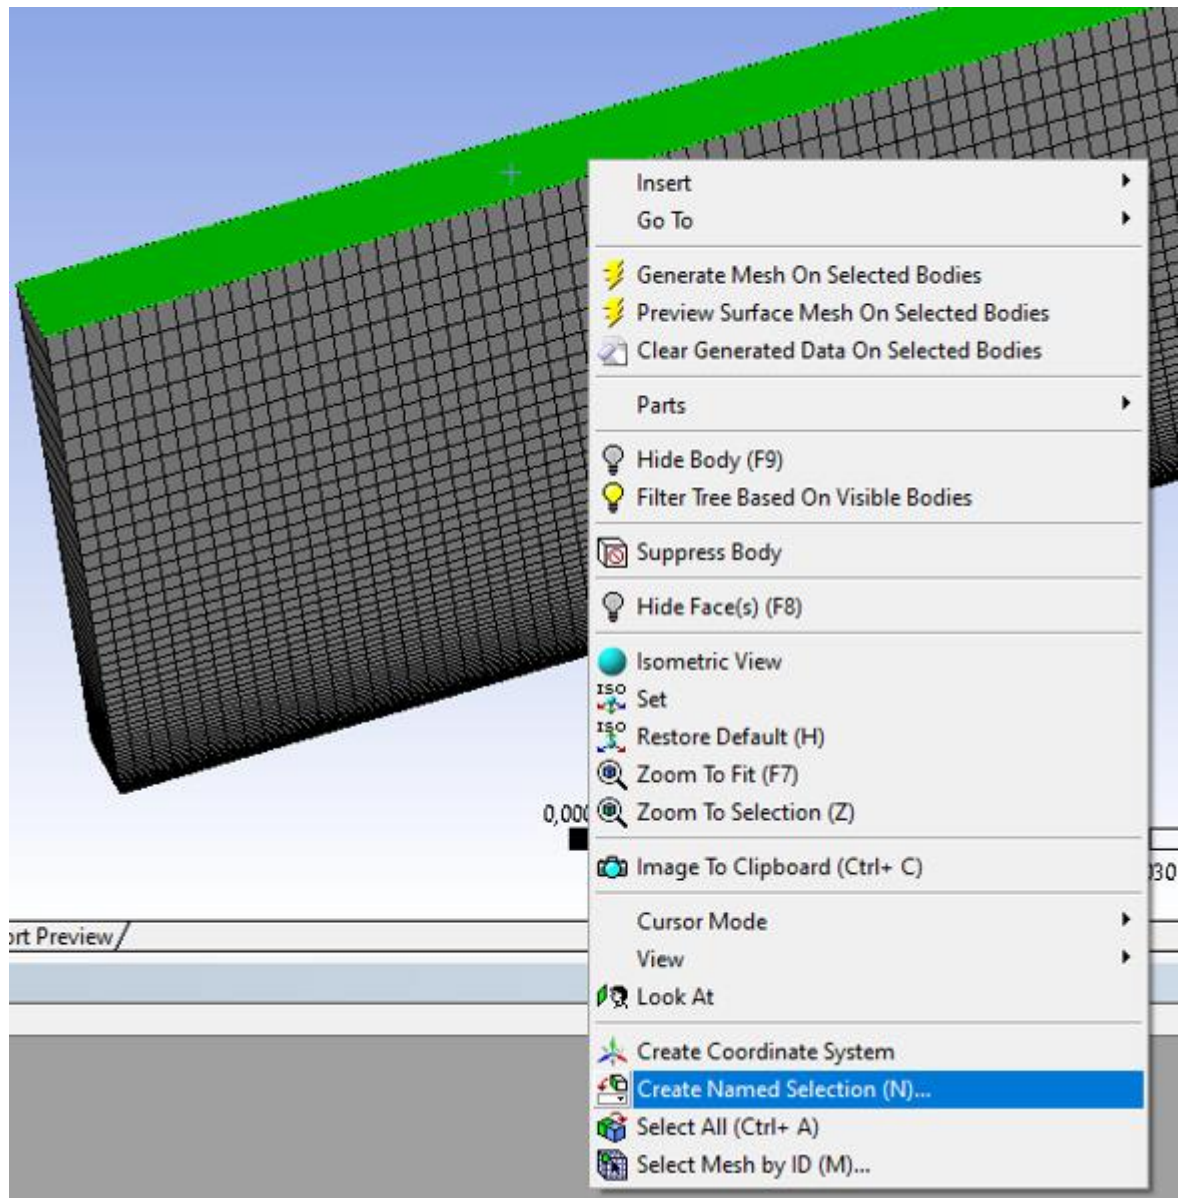 Insert
Go To
Generate Mesh On Selected Bodies
Preview Surface Mesh On Selected Bodies
Clear Generated Data On Selected Bodies
Parts
Hide Body (F9)
Filter Tree Based On Visible Bodies
Suppress Body
Hide Face(s) (F8)
Isometric View
ISO
Set
ISO
Restore Default (H)
Zoom To Fit (F7)
Zoom To Selection (Z)
0,000
Image To Clipboard (Ctrl+ C)
030
Cursor Mode
ort Preview
View
Look At
Create Coordinate System
Create Named Selection (N)...
Select All (Ctrl+ A)
Select Mesh by ID (M)...